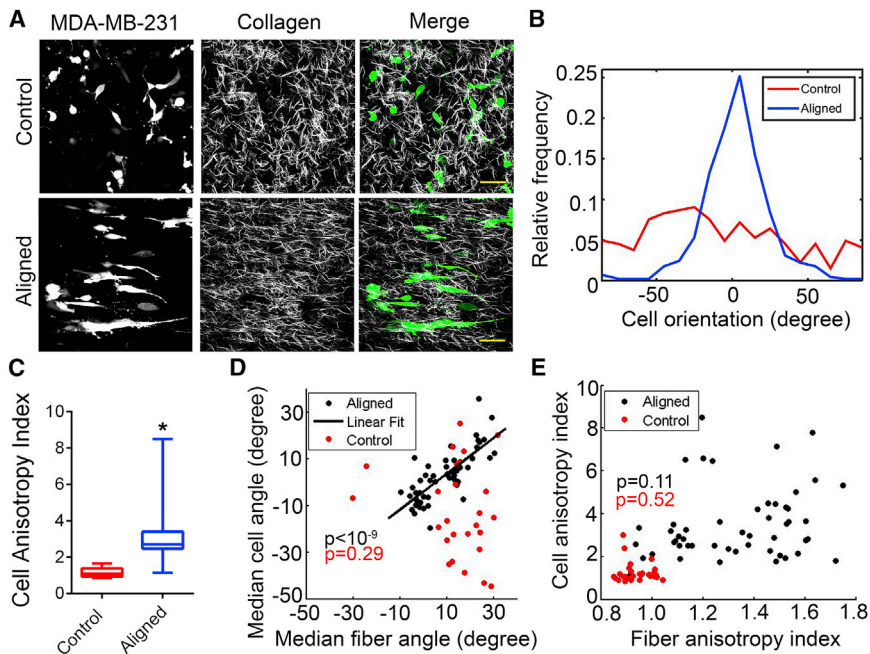 A
MDA-MB-231
Collagen
Merge
Control
Aligned
B
Relative frequency
0.25
0.2
0.15
0.1
.05
0
-50
0
50
Cell orientation (degree)
Control
Aligned
C
Cell Anisotropy Index
10
8
6
4
2
0
*
Control
Aligned
D
Median cell angle (degree)
30
10
-10
-30
-50
Aligned
Linear Fit
Control
p<10⁻⁹
p=0.29
-50
-30
-10
10
30
Median fiber angle (degree)
E
Cell anisotropy index
10
8
6
4
2
0
Aligned
Control
p=0.11
p=0.52
0.8
1.0
1.2
1.4
1.6
1.8
Fiber anisotropy index